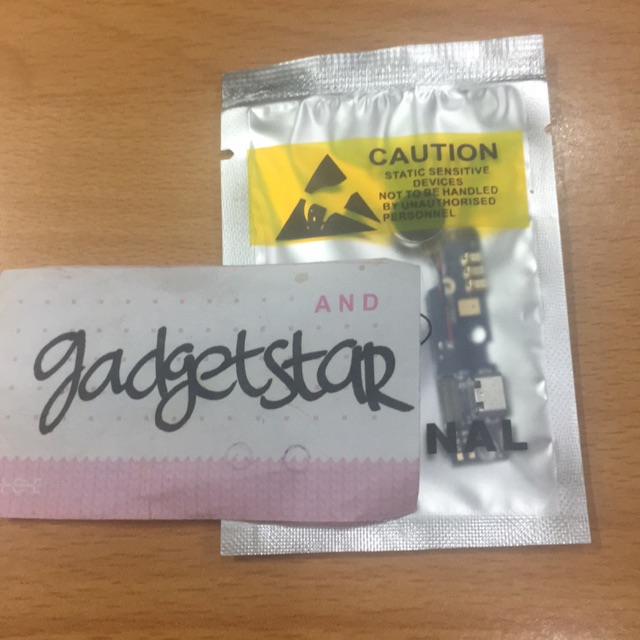 CAUTION
STATIC SENSITIVE
DEVICES
NOT TO BE HANDLED
BY UNAUTHORISED
PERSONNEL
AND
gadgetstar
NAL